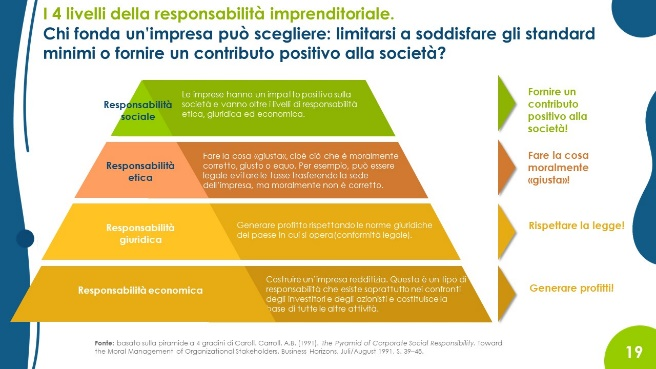 I 4 livelli della responsabilità imprenditoriale.
Chi fonda un'impresa può scegliere: limitarsi a soddisfare gli standard
minimi o fornire un contributo positivo alla società?
Responsabilità
sociale
Le imprese hanno un impatto positivo sulla
società e vanno oltre i livelli di responsabilità
etica, giuridica ed economica.
Fornire un
contributo
positivo alla
società!
Responsabilità
etica
Fare la cosa «giusta», cioè ciò che è moralmente
corretto, giusto o equo. Per esempio, può essere
legale evitare le tasse trasferendo la sede
dell'impresa, ma moralmente non è corretto.
Fare la cosa
moralmente
«giusta»!
Responsabilità
giuridica
Generare profitto rispettando le norme giuridiche
del paese in cui si opera (conformità legale).
Rispettare la legge!
Responsabilità economica
Costruire un'impresa redditizia. Questa è un tipo di
responsabilità che esiste soprattutto nei confronti
degli investitori e degli azionisti e costituisce la
base di tutte le altre attività.
Generare profitti!
Fonte: basato sulla piramide a 4 gradini di Caroll. Carroll, A.B. (1991). The Pyramid of Corporate Social Responsibility. Toward
the Moral Management of Organizational Stakeholders. Business Horizons, Juli/August 1991, S. 39–48.
19